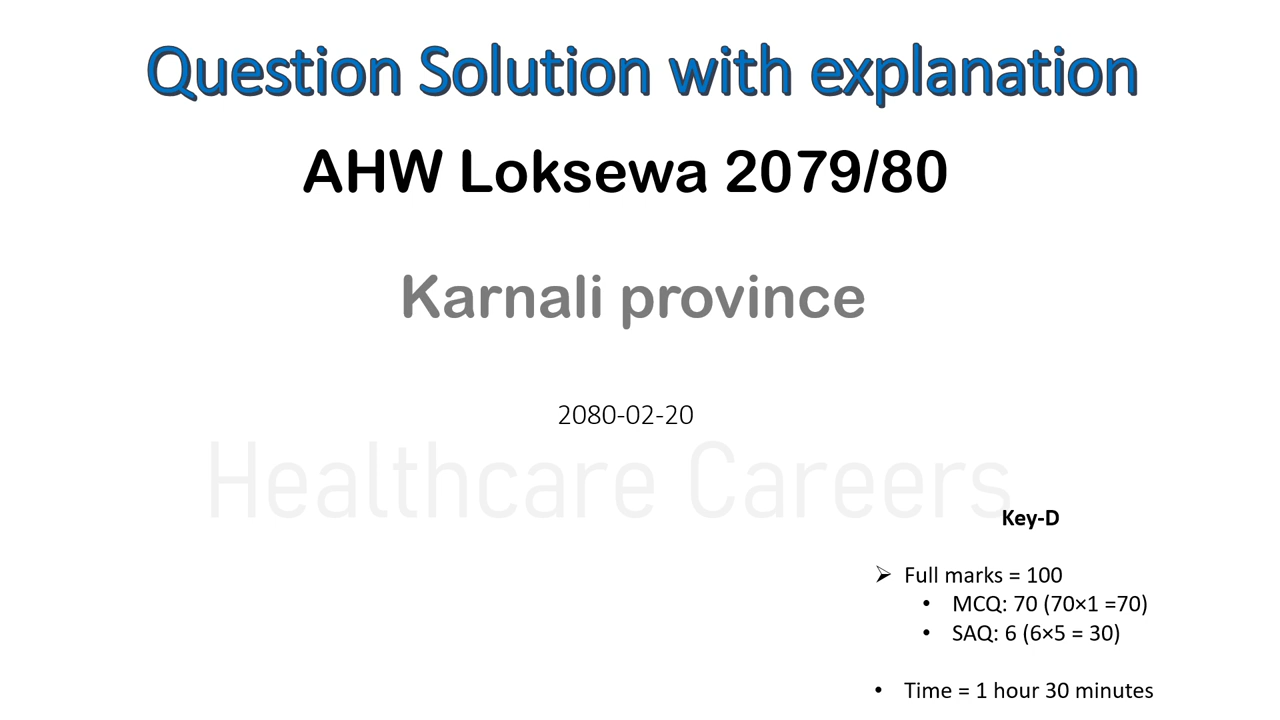 Question Solution with explanation
AHW Loksewa 2079/80
Karnali province
2080-02-20
Healthcare Careers
Key-D
➢ Full marks = 100
• MCQ: 70 (70×1 =70)
• SAQ: 6 (6×5 = 30)
• Time = 1 hour 30 minutes